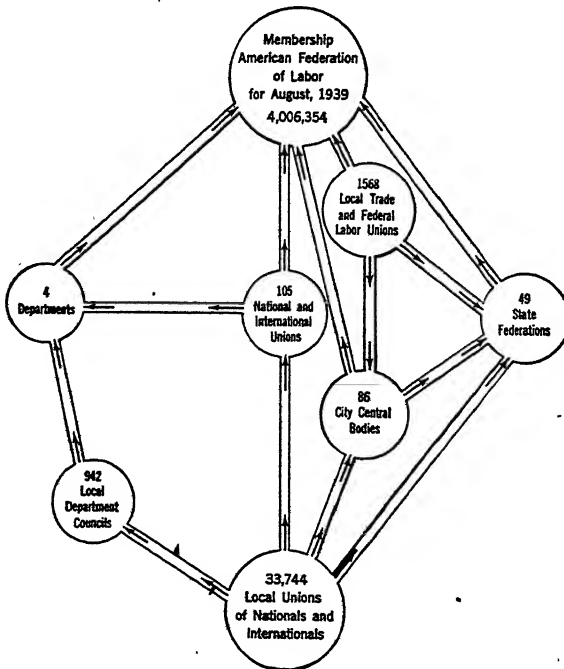 Membership
American Federation
of Labor
for August, 1939
4,006,354
1568
Local Trade
and Federal
Labor Unions
4
Departments
105
National and
International
Unions
49
State
Federations
86
City Central
Bodies
942
Local
Department
Councils
33,744
Local Unions
of Nationals and
Internationals